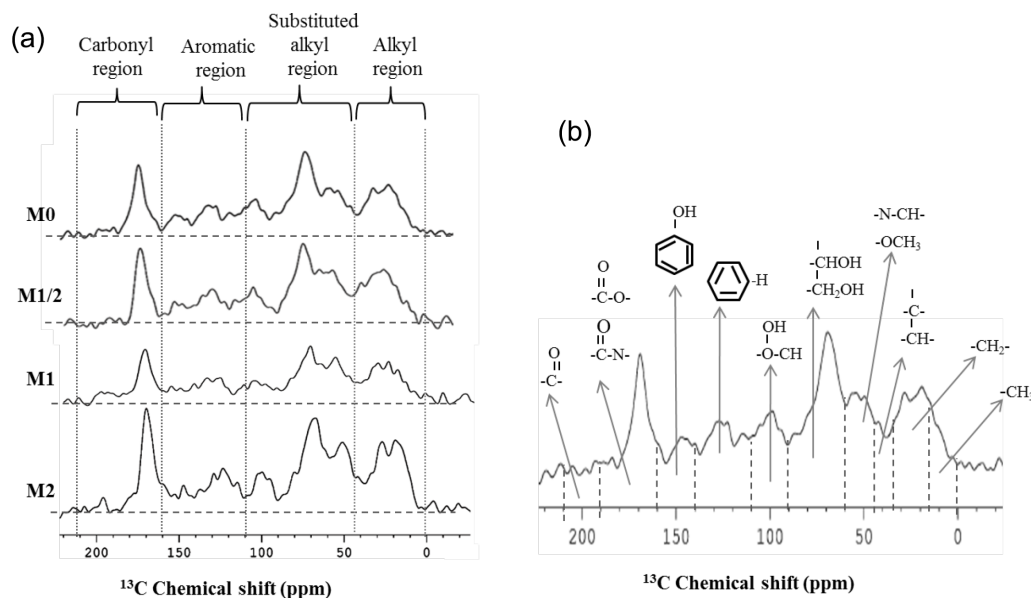 (a)
Carbonyl
region
Aromatic
region
Substituted
alkyl
region
Alkyl
region
M0
M1/2
M1
M2
200 150 100 50 0
13C Chemical shift (ppm)
(b)
O
-C-
O
-C-O-
O
-C-N-
OH
-H
OH
-O-CH
-CHOH
-CH2OH
-N-CH-
-OCH3
-C-
-CH-
-CH2-
-CH3
200 150 100 50 0
13C Chemical shift (ppm)